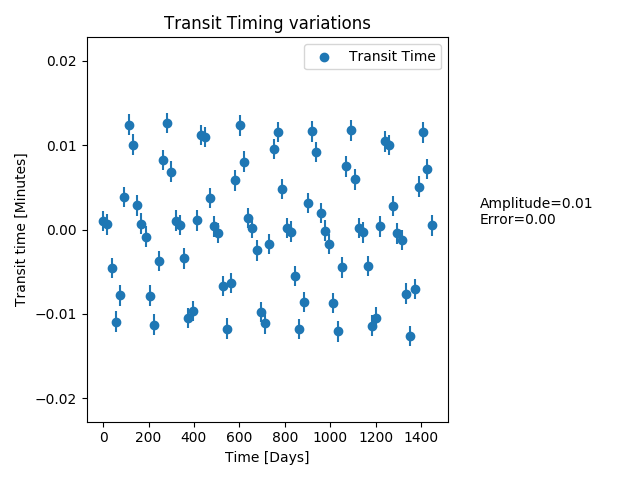 Transit Timing variations
Transit Time
0.02
0.01
0.00
−0.01
−0.02
Transit time [Minutes]
0
200
400
600
800
1000
1200
1400
Time [Days]
Amplitude=0.01
Error=0.00